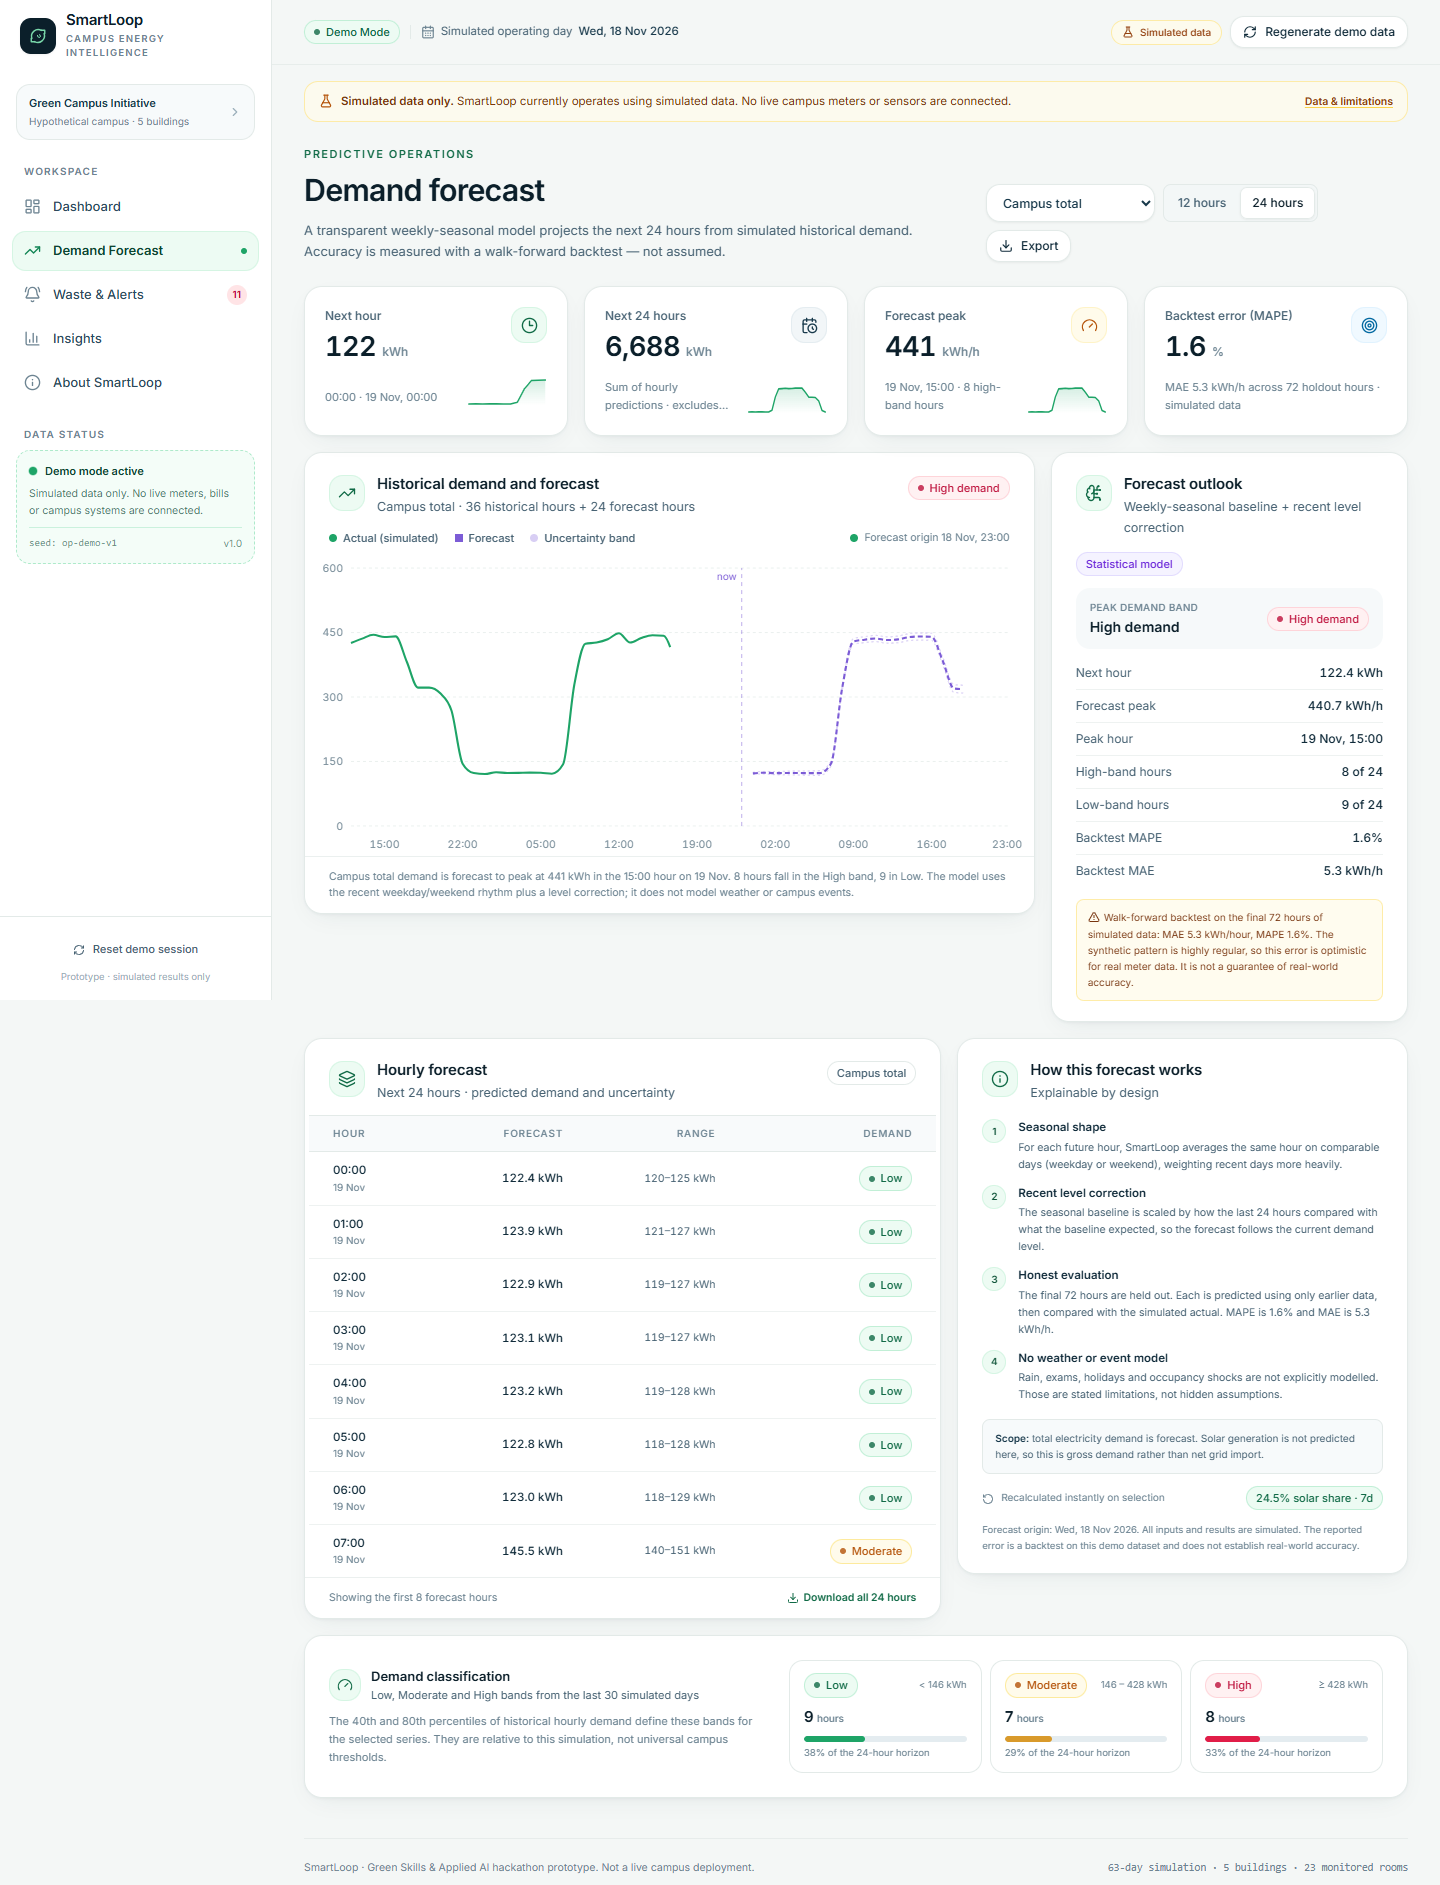 SmartLoop
CAMPUS ENERGY
INTELLIGENCE
Green Campus Initiative
Hypothetical campus · 5 buildings
WORKSPACE
Dashboard
Demand Forecast
Waste & Alerts
11
Insights
About SmartLoop
DATA STATUS
Demo mode active
Simulated data only. No live meters, bills
or campus systems are connected.
seed: op-demo-v1
v1.0
Reset demo session
Prototype · simulated results only
Demo Mode
Simulated operating day Wed, 18 Nov 2026
Simulated data
Regenerate demo data
Simulated data only. SmartLoop currently operates using simulated data. No live campus meters or sensors are connected.
Data & limitations
PREDICTIVE OPERATIONS
Demand forecast
A transparent weekly-seasonal model projects the next 24 hours from simulated historical demand.
Accuracy is measured with a walk-forward backtest — not assumed.
Campus total
12 hours
24 hours
Export
Next hour
122 kWh
00:00 · 19 Nov, 00:00
Next 24 hours
6,688 kWh
Sum of hourly
predictions · excludes...
Forecast peak
441 kWh/h
19 Nov, 15:00 · 8 high-
band hours
Backtest error (MAPE)
1.6 %
MAE 5.3 kWh/h across 72 holdout hours ·
simulated data
Historical demand and forecast
Campus total · 36 historical hours + 24 forecast hours
High demand
Actual (simulated)
Forecast
Uncertainty band
Forecast origin 18 Nov, 23:00
600
450
300
150
0
now
15:00
22:00
05:00
12:00
19:00
02:00
09:00
16:00
23:00
Campus total demand is forecast to peak at 441 kWh in the 15:00 hour on 19 Nov. 8 hours fall in the High band, 9 in Low. The model uses
the recent weekday/weekend rhythm plus a level correction; it does not model weather or campus events.
Forecast outlook
Weekly-seasonal baseline + recent level
correction
Statistical model
PEAK DEMAND BAND
High demand
High demand
Next hour
122.4 kWh
Forecast peak
440.7 kWh/h
Peak hour
19 Nov, 15:00
High-band hours
8 of 24
Low-band hours
9 of 24
Backtest MAPE
1.6%
Backtest MAE
5.3 kWh/h
Walk-forward backtest on the final 72 hours of
simulated data: MAE 5.3 kWh/hour, MAPE 1.6%. The
synthetic pattern is highly regular, so this error is optimistic
for real meter data. It is not a guarantee of real-world
accuracy.
Hourly forecast
Next 24 hours · predicted demand and uncertainty
Campus total
HOUR FORECAST RANGE DEMAND
00:00
19 Nov
122.4 kWh
120–125 kWh
Low
01:00
19 Nov
123.9 kWh
121–127 kWh
Low
02:00
19 Nov
122.9 kWh
119–127 kWh
Low
03:00
19 Nov
123.1 kWh
119–127 kWh
Low
04:00
19 Nov
123.2 kWh
119–128 kWh
Low
05:00
19 Nov
122.8 kWh
118–128 kWh
Low
06:00
19 Nov
123.0 kWh
118–129 kWh
Low
07:00
19 Nov
145.5 kWh
140–151 kWh
Moderate
Showing the first 8 forecast hours
Download all 24 hours
How this forecast works
Explainable by design
1
Seasonal shape
For each future hour, SmartLoop averages the same hour on comparable
days (weekday or weekend), weighting recent days more heavily.
2
Recent level correction
The seasonal baseline is scaled by how the last 24 hours compared with
what the baseline expected, so the forecast follows the current demand
level.
3
Honest evaluation
The final 72 hours are held out. Each is predicted using only earlier data,
then compared with the simulated actual. MAPE is 1.6% and MAE is 5.3
kWh/h.
4
No weather or event model
Rain, exams, holidays and occupancy shocks are not explicitly modelled.
Those are stated limitations, not hidden assumptions.
Scope: total electricity demand is forecast. Solar generation is not predicted
here, so this is gross demand rather than net grid import.
Recalculated instantly on selection
24.5% solar share · 7d
Forecast origin: Wed, 18 Nov 2026. All inputs and results are simulated. The reported
error is a backtest on this demo dataset and does not establish real-world accuracy.
Demand classification
Low, Moderate and High bands from the last 30 simulated days
The 40th and 80th percentiles of historical hourly demand define these bands for
the selected series. They are relative to this simulation, not universal campus
thresholds.
Low
< 146 kWh
9 hours
38% of the 24-hour horizon
Moderate
146 – 428 kWh
7 hours
29% of the 24-hour horizon
High
≥ 428 kWh
8 hours
33% of the 24-hour horizon
SmartLoop · Green Skills & Applied AI hackathon prototype. Not a live campus deployment.
63-day simulation · 5 buildings · 23 monitored rooms